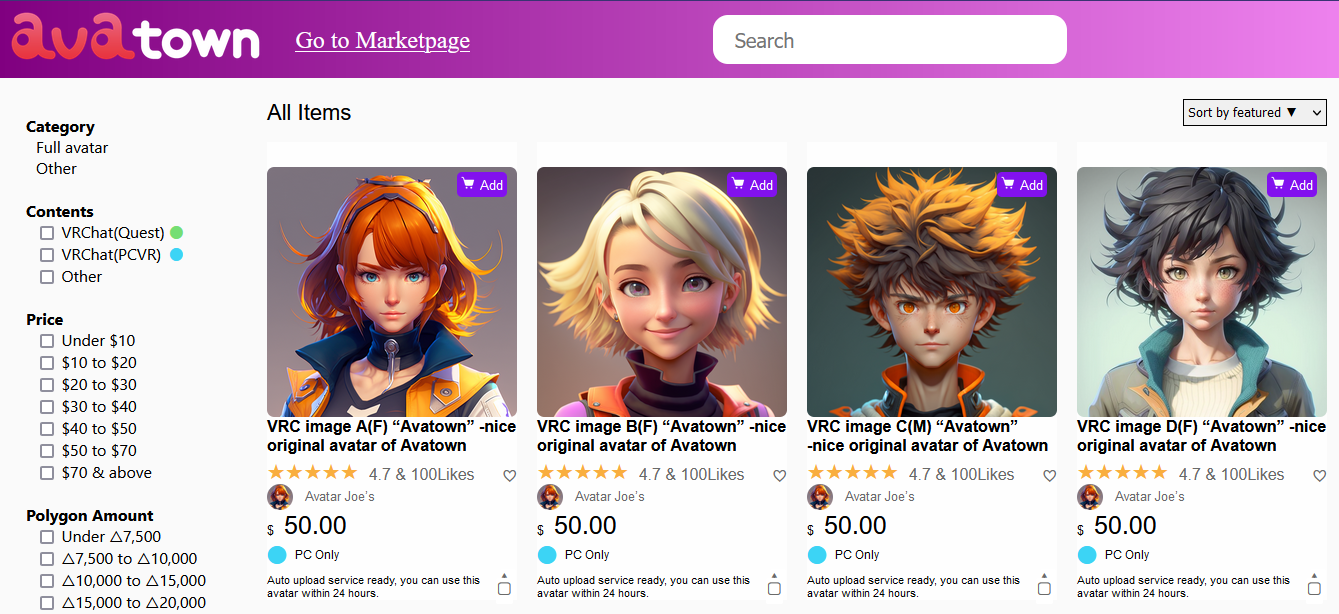 avatown
Go to Marketpage
Search
Category
Full avatar
Other
Contents
VRChat(Quest)
VRChat(PCVR)
Other
Price
Under $10
$10 to $20
$20 to $30
$30 to $40
$40 to $50
$50 to $70
$70 & above
Polygon Amount
Under △7,500
△7,500 to △10,000
△10,000 to △15,000
△15,000 to △20,000
All Items
Sort by featured ▼
Add
VRC image A(F) “Avatown” -nice
original avatar of Avatown
★★★★★ 4.7 & 100Likes
Avatar Joe's
$ 50.00
PC Only
Auto upload service ready, you can use this
avatar within 24 hours.
Add
VRC image B(F) “Avatown” -nice
original avatar of Avatown
★★★★★ 4.7 & 100Likes
Avatar Joe's
$ 50.00
PC Only
Auto upload service ready, you can use this
avatar within 24 hours.
Add
VRC image C(M) “Avatown”
-nice original avatar of Avatown
★★★★★ 4.7 & 100Likes
Avatar Joe's
$ 50.00
PC Only
Auto upload service ready, you can use this
avatar within 24 hours.
Add
VRC image D(F) “Avatown” -nice
original avatar of Avatown
★★★★★ 4.7 & 100Likes
Avatar Joe's
$ 50.00
PC Only
Auto upload service ready, you can use this
avatar within 24 hours.